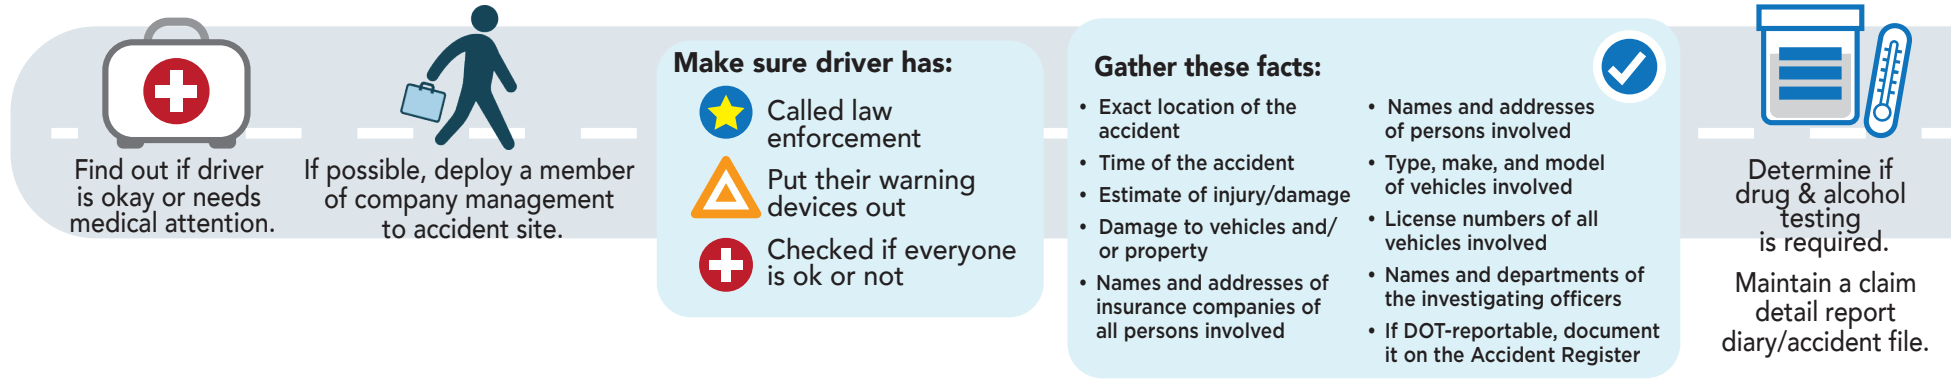 Find out if driver
is okay or needs
medical attention.
If possible, deploy a member
of company management
to accident site.
Make sure driver has:
Called law
enforcement
Put their warning
devices out
Checked if everyone
is ok or not
Gather these facts:
• Exact location of the
accident
• Time of the accident
• Estimate of injury/damage
• Damage to vehicles and/
or property
• Names and addresses of
insurance companies of
all persons involved
• Names and addresses
of persons involved
• Type, make, and model
of vehicles involved
• License numbers of all
vehicles involved
• Names and departments of
the investigating officers
• If DOT-reportable, document
it on the Accident Register
Determine if
drug & alcohol
testing
is required.
Maintain a claim
detail report
diary/accident file.